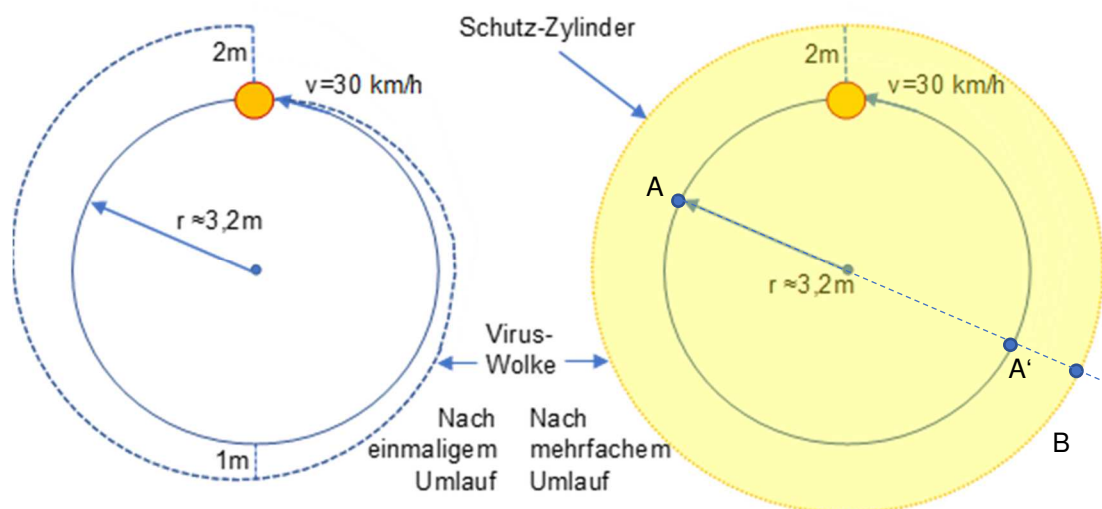 2m
v=30 km/h
r ≈3,2m
1m
Schutz-Zylinder
Virus-
Wolke
Nach
einmaligem
Umlauf
Nach
mehrfachem
Umlauf
2m
v=30 km/h
A
r ≈3,2m
A‘
B